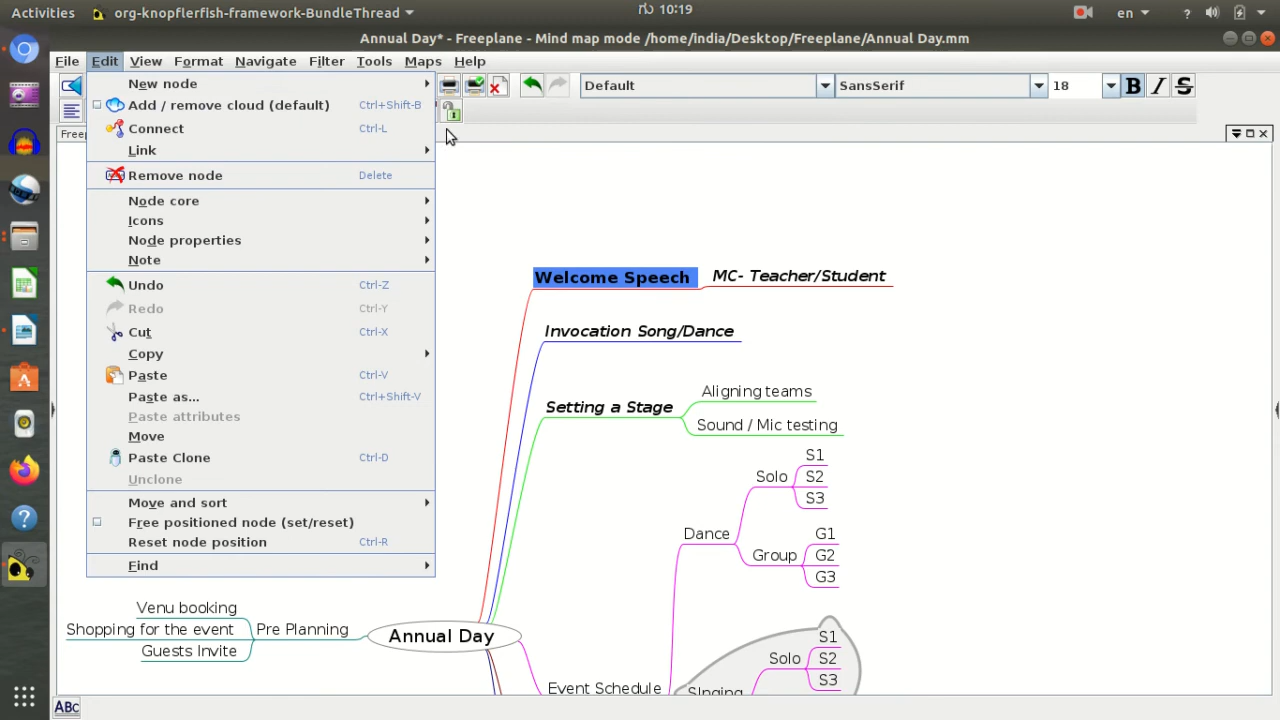 Activities org-knopflerfish-framework-BundleThread 10:19 en
Annual Day* - Freeplane - Mind map mode /home/india/Desktop/Freeplane/Annual Day.mm
File Edit View Format Navigate Filter Tools Maps Help
Default SansSerif 18 B I S
Free
New node
Add / remove cloud (default) Ctrl+Shift-B
Connect Ctrl-L
Link
Remove node Delete
Node core
Icons
Node properties
Note
Undo Ctrl-Z
Redo Ctrl-Y
Cut Ctrl-X
Copy
Paste Ctrl-V
Paste as... Ctrl+Shift-V
Paste attributes
Move
Paste Clone Ctrl-D
Unclone
Move and sort
Free positioned node (set/reset)
Reset node position Ctrl-R
Find
Welcome Speech MC- Teacher/Student
Invocation Song/Dance
Setting a Stage
Aligning teams
Sound / Mic testing
Dance
Solo
S1
S2
S3
Group
G1
G2
G3
Venu booking
Shopping for the event
Guests Invite
Pre Planning
Annual Day
Event Schedule
SInging
Solo
S1
S2
S3
ABC